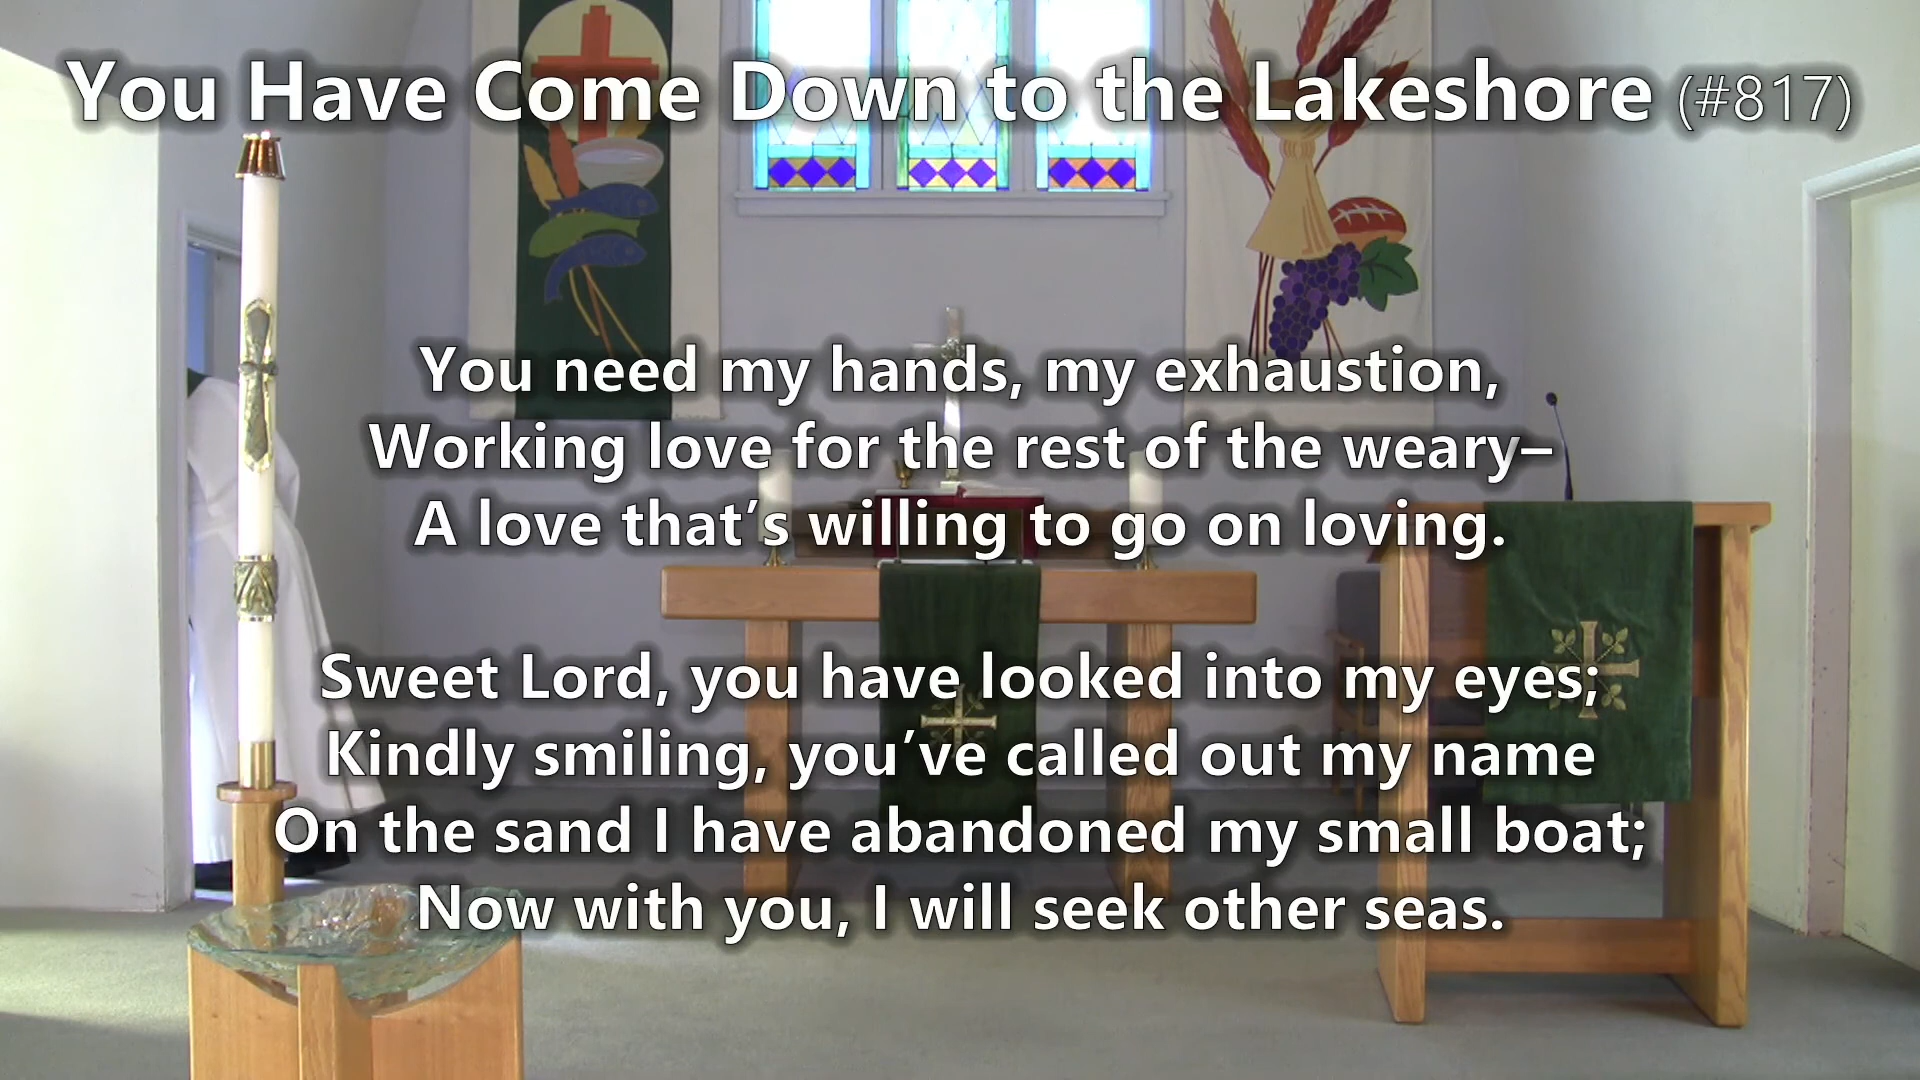 You Have Come Down to the Lakeshore (#817)
You need my hands, my exhaustion,
Working love for the rest of the weary–
A love that’s willing to go on loving.
Sweet Lord, you have looked into my eyes;
Kindly smiling, you’ve called out my name
On the sand I have abandoned my small boat;
Now with you, I will seek other seas.